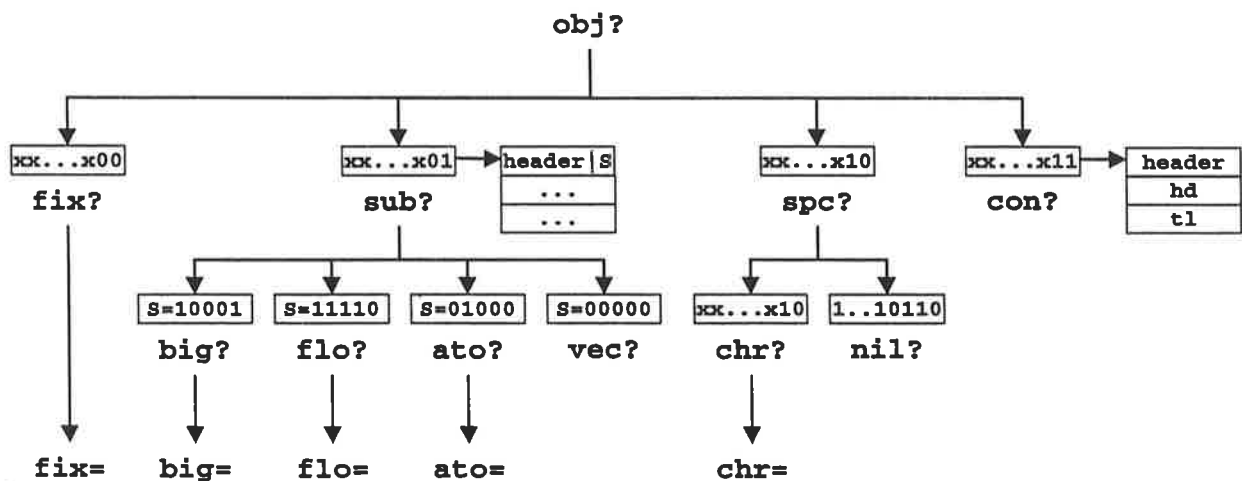 obj?
xx...x00 xx...x01 header|S xx...x10 xx...x11 header
fix? sub? ... spc? con? hd
... tl
S=10001 S=11110 S=01000 S=00000 xx...x10 1..10110
big? flo? ato? vec? chr? nil?
fix= big= flo= ato= chr=